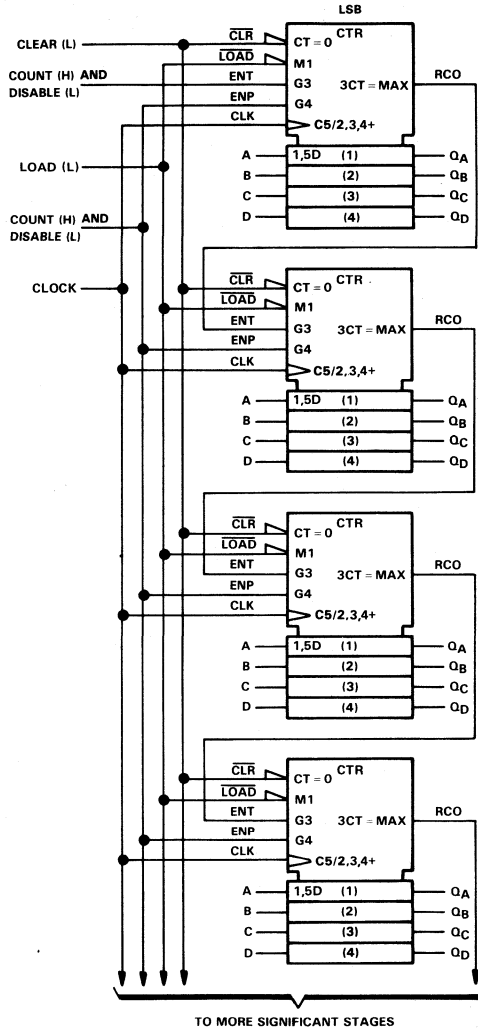 LSB
CLEAR (L)
CLR
CT = 0 CTR
LOAD
M1
COUNT (H) AND
DISABLE (L)
ENT
G3 3CT = MAX
RCO
ENP
G4
CLK
C5/2,3,4+
A 1,5D (1) QA
LOAD (L)
B (2) QB
C (3) QC
D (4) QD
COUNT (H) AND
DISABLE (L)
CLOCK
CLR
CT = 0 CTR
LOAD
M1
ENT
G3 3CT = MAX
RCO
ENP
G4
CLK
C5/2,3,4+
A 1,5D (1) QA
B (2) QB
C (3) QC
D (4) QD
CLR
CT = 0 CTR
LOAD
M1
ENT
G3 3CT = MAX
RCO
ENP
G4
CLK
C5/2,3,4+
A 1,5D (1) QA
B (2) QB
C (3) QC
D (4) QD
CLR
CT = 0 CTR
LOAD
M1
ENT
G3 3CT = MAX
RCO
ENP
G4
CLK
C5/2,3,4+
A 1,5D (1) QA
B (2) QB
C (3) QC
D (4) QD
TO MORE SIGNIFICANT STAGES